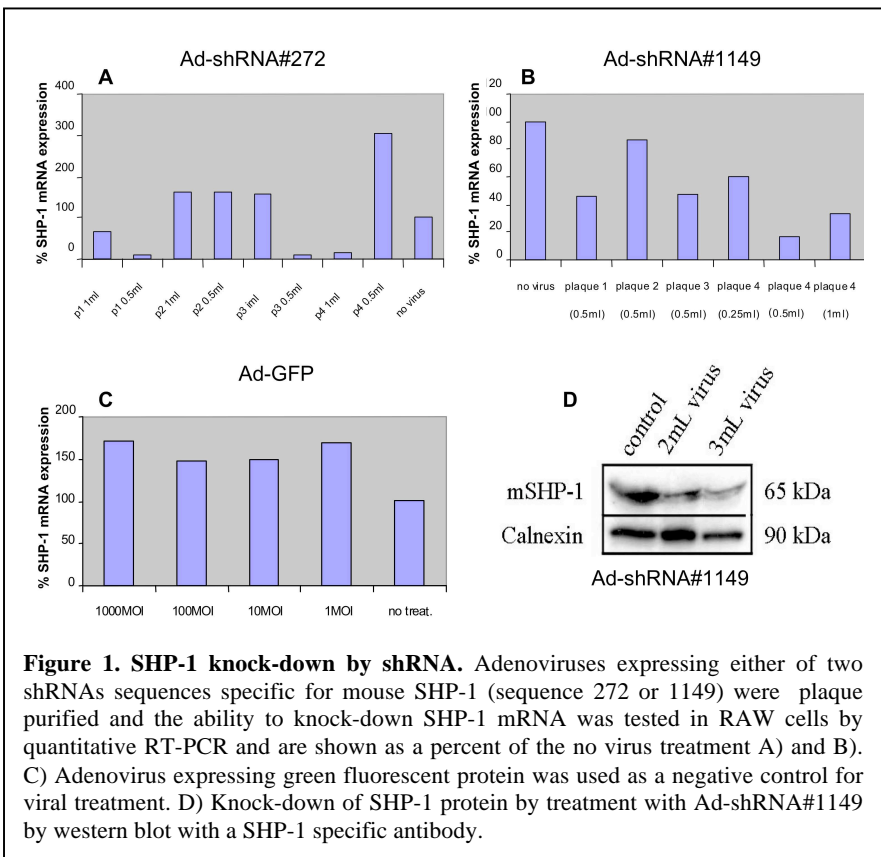 Ad-shRNA#272
A
% SHP-1 mRNA expression
400
300
200
100
0
p1 1ml
p1 0.5ml
p2 1ml
p2 0.5ml
p3 iml
p3 0.5ml
p4 1ml
p4 0.5ml
no virus
Ad-shRNA#1149
B
% SHP-1 mRNA expression
20
00
80
60
40
20
0
no virus
plaque 1
(0.5ml)
plaque 2
(0.5ml)
plaque 3
(0.5ml)
plaque 4
(0.25ml)
plaque 4
(0.5ml)
plaque 4
(1ml)
Ad-GFP
C
% SHP-1 mRNA expression
200
150
100
50
0
1000MOI
100MOI
10MOI
1MOI
no treat.
D
control
2mL virus
3mL virus
mSHP-1
65 kDa
Calnexin
90 kDa
Ad-shRNA#1149
Figure 1. SHP-1 knock-down by shRNA. Adenoviruses expressing either of two
shRNAs sequences specific for mouse SHP-1 (sequence 272 or 1149) were plaque
purified and the ability to knock-down SHP-1 mRNA was tested in RAW cells by
quantitative RT-PCR and are shown as a percent of the no virus treatment A) and B).
C) Adenovirus expressing green fluorescent protein was used as a negative control for
viral treatment. D) Knock-down of SHP-1 protein by treatment with Ad-shRNA#1149
by western blot with a SHP-1 specific antibody.